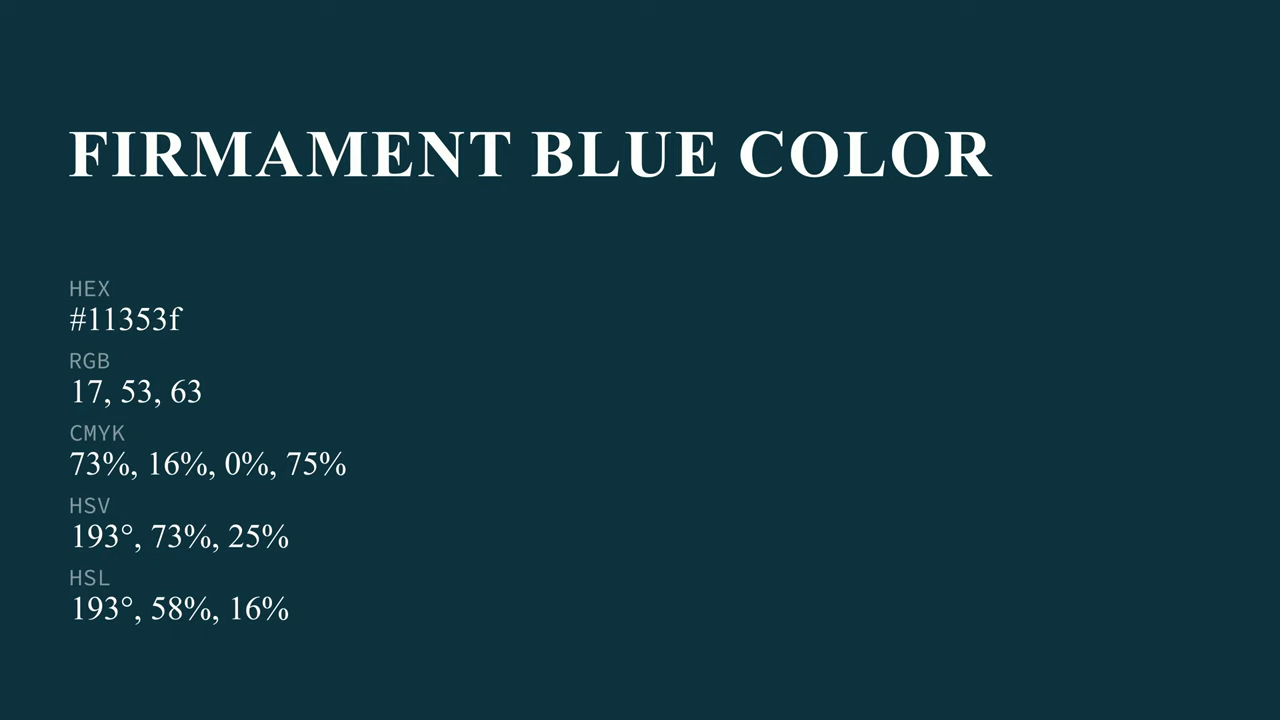 FIRMAMENT BLUE COLOR
HEX
#11353f
RGB
17, 53, 63
CMYK
73%, 16%, 0%, 75%
HSV
193°, 73%, 25%
HSL
193°, 58%, 16%